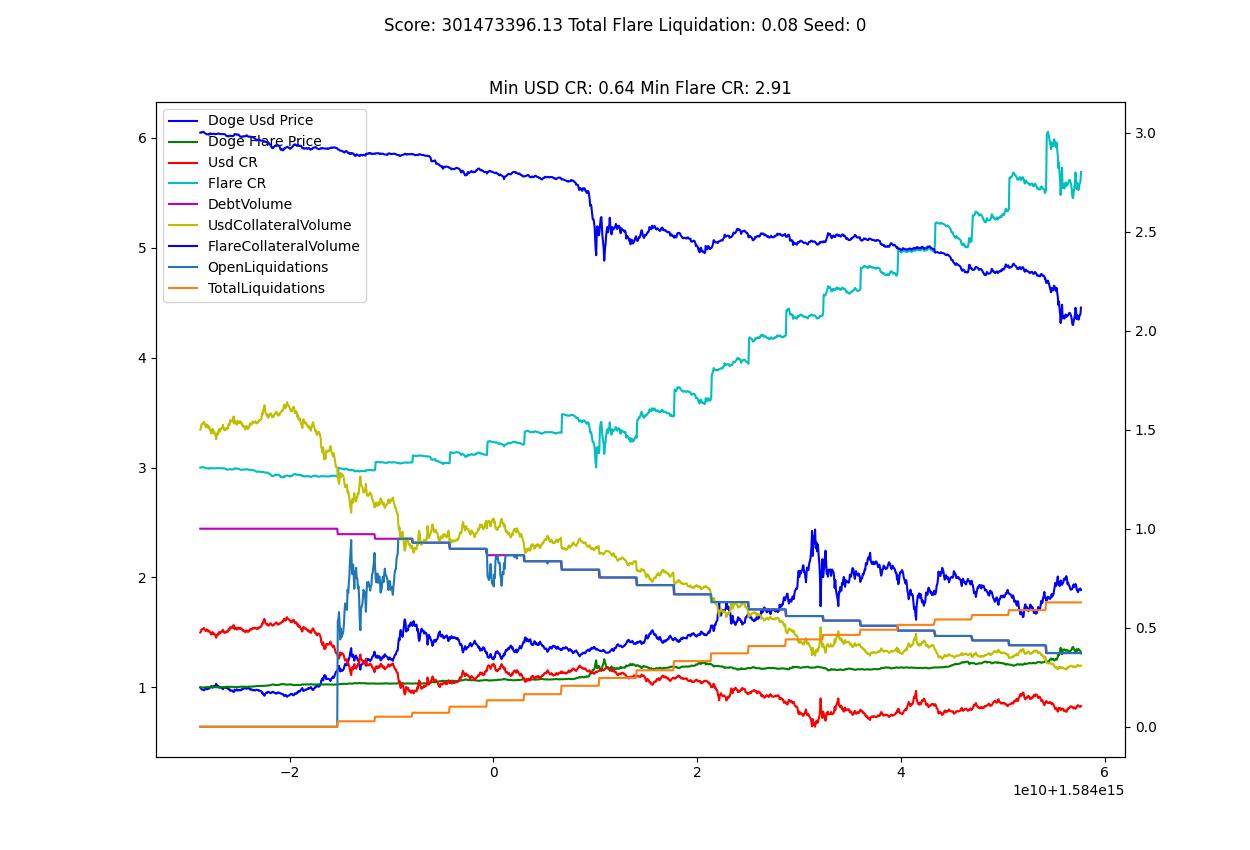 Score: 301473396.13 Total Flare Liquidation: 0.08 Seed: 0
Min USD CR: 0.64 Min Flare CR: 2.91
Doge Usd Price
Doge Flare Price
Usd CR
Flare CR
DebtVolume
UsdCollateralVolume
FlareCollateralVolume
OpenLiquidations
TotalLiquidations
6
5
4
3
2
1
3.0
2.5
2.0
1.5
1.0
0.5
0.0
−2
0
2
4
6
1e10+1.584e15